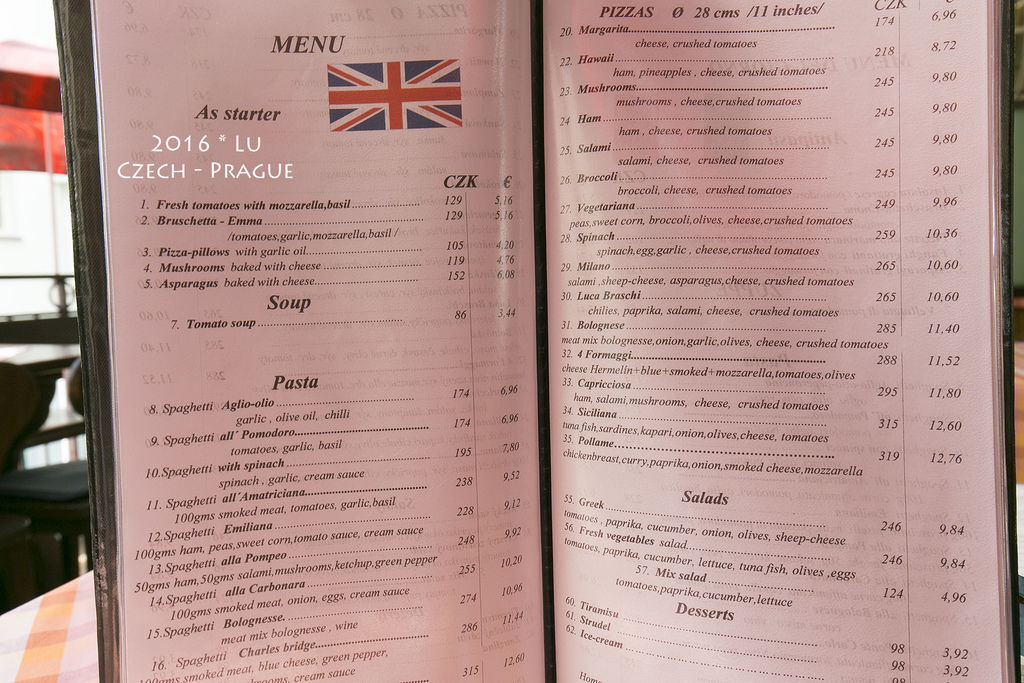 MENU
As starter
2016 * Lu
Czech - Prague
CZK €
1. Fresh tomatoes with mozzarella,basil 129 5,16
2. Bruschetta - Emma 129 5,16
/tomatoes,garlic,mozzarella,basil /
3. Pizza-pillows with garlic oil 105 4,20
4. Mushrooms baked with cheese 119 4,76
5. Asparagus baked with cheese 152 6,08
Soup
7. Tomato soup 86 3,44
Pasta
8. Spaghetti Aglio-olio 174 6,96
garlic , olive oil, chilli
9. Spaghetti all´ Pomodoro 174 6,96
tomatoes, garlic, basil
10.Spaghetti with spinach 195 7,80
spinach , garlic, cream sauce
11. Spaghetti all´Amatriciana 238 9,52
100gms smoked meat, tomatoes, garlic,basil
12.Spaghetti Emiliana 228 9,12
100gms ham, peas,sweet corn,tomato sauce, cream sauce
13.Spaghetti alla Pompeo 248 9,92
50gms ham,50gms salami,mushrooms,ketchup,green pepper
14.Spaghetti alla Carbonara 255 10,20
100gms smoked meat, onion, eggs, cream sauce
15.Spaghetti Bolognesse 274 10,96
meat mix bolognesse , wine
16. Spaghetti Charles bridge 286 11,44
100gms smoked meat, blue cheese, green pepper,
mushrooms, cream sauce 315 12,60
PIZZAS Ø 28 cms /11 inches/ CZK €
20. Margarita 174 6,96
cheese, crushed tomatoes
22. Hawaii 218 8,72
ham, pineapples , cheese, crushed tomatoes
23. Mushrooms 245 9,80
mushrooms , cheese,crushed tomatoes
24 Ham 245 9,80
ham , cheese, crushed tomatoes
25. Salami 245 9,80
salami, cheese, crushed tomatoes
26. Broccoli 245 9,80
broccoli, cheese, crushed tomatoes
27. Vegetariana 249 9,96
peas,sweet corn, broccoli,olives, cheese,crushed tomatoes
28. Spinach 259 10,36
spinach,egg,garlic , cheese,crushed tomatoes
29. Milano 265 10,60
salami ,sheep-cheese, asparagus,cheese, crushed tomatoes
30. Luca Braschi 265 10,60
chilies, paprika, salami, cheese, crushed tomatoes
31. Bolognese 285 11,40
meat mix bolognesse,onion,garlic,olives, cheese, crushed tomatoes
32. 4 Formaggi 288 11,52
cheese Hermelín+blue+smoked+mozzarella,tomatoes,olives
33. Capricciosa 295 11,80
ham, salami,mushrooms, cheese, crushed tomatoes
34. Siciliana 315 12,60
tuna fish,sardines,kapari,onion,olives,cheese, tomatoes
35. Pollame 319 12,76
chickenbreast,curry,paprika,onion,smoked cheese,mozzarella
Salads
55. Greek 246 9,84
tomatoes , paprika, cucumber, onion, olives, sheep-cheese
56. Fresh vegetables salad 246 9,84
tomatoes, paprika, cucumber, lettuce, tuna fish, olives ,eggs
57. Mix salad 124 4,96
tomatoes,paprika,cucumber,lettuce
Desserts
60. Tiramisu 98 3,92
61. Strudel 98 3,92
62. Ice-cream 98
Home